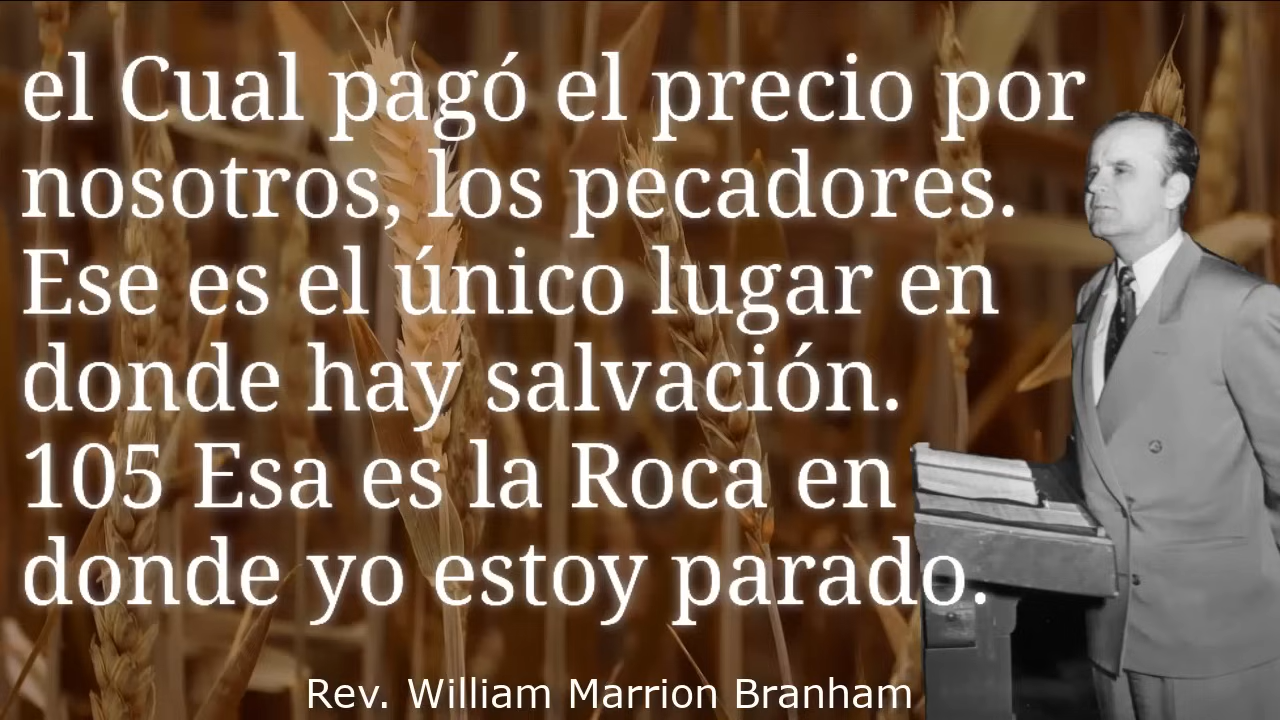 el Cual pagó el precio por
nosotros, los pecadores.
Ese es el único lugar en
donde hay salvación.
105 Esa es la Roca en
donde yo estoy parado.
Rev. William Marrion Branham